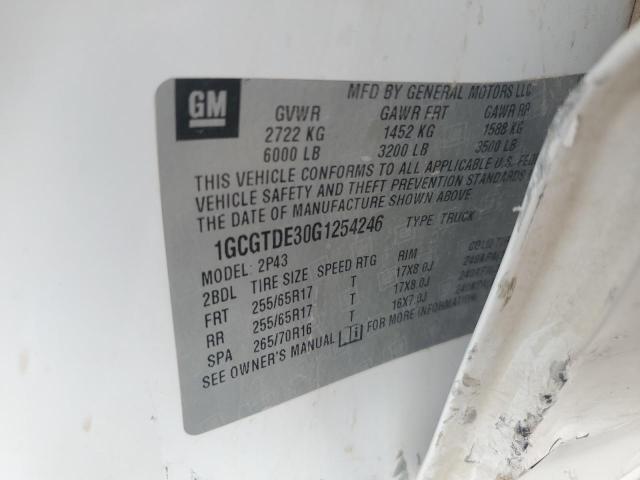 GM
MFD BY GENERAL MOTORS LLC
GVWR GAWR FRT GAWR RR
2722 KG 1452 KG 1588 KG
6000 LB 3200 LB 3500 LB
THIS VEHICLE CONFORMS TO ALL APPLICABLE U.S. FEDE
VEHICLE SAFETY AND THEFT PREVENTION STANDARDS
THE DATE OF MANUFACTURE SHOWN ABOVE.
1GCGTDE30G1254246 TYPE: TRUCK
MODEL: 2P43
2BDL TIRE SIZE SPEED RTG RIM
FRT 255/65R17 T 17X8.0J
RR 255/65R17 T 17X8.0J
SPA 265/70R16 T 16X7.0J
SEE OWNER'S MANUAL FOR MORE INFORMATION